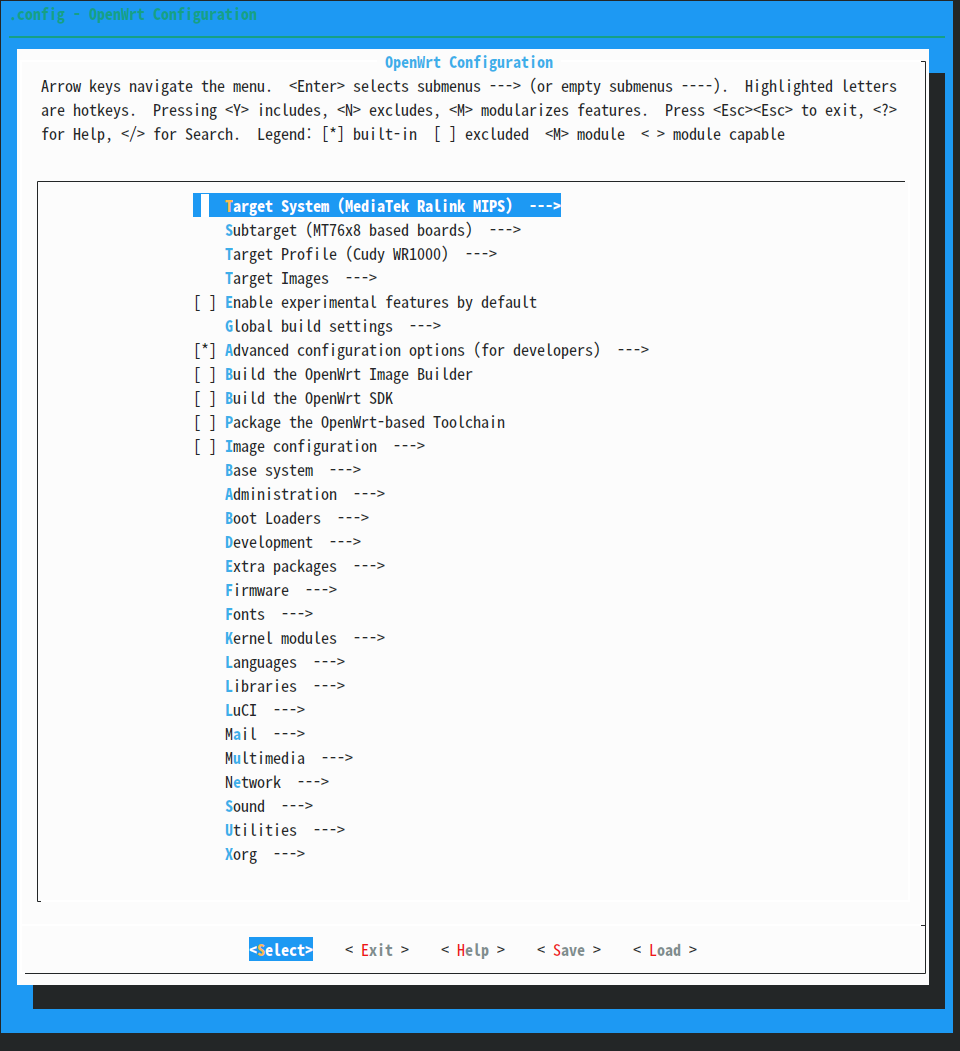 .config - OpenWrt Configuration
OpenWrt Configuration
Arrow keys navigate the menu.  <Enter> selects submenus ---> (or empty submenus ----).  Highlighted letters
are hotkeys.  Pressing <Y> includes, <N> excludes, <M> modularizes features.  Press <Esc><Esc> to exit, <?>
for Help, </> for Search.  Legend: [*] built-in  [ ] excluded  <M> module  < > module capable
Target System (MediaTek Ralink MIPS)  --->
Subtarget (MT76x8 based boards)  --->
Target Profile (Cudy WR1000)  --->
Target Images  --->
[ ] Enable experimental features by default
Global build settings  --->
[*] Advanced configuration options (for developers)  --->
[ ] Build the OpenWrt Image Builder
[ ] Build the OpenWrt SDK
[ ] Package the OpenWrt-based Toolchain
[ ] Image configuration  --->
Base system  --->
Administration  --->
Boot Loaders  --->
Development  --->
Extra packages  --->
Firmware  --->
Fonts  --->
Kernel modules  --->
Languages  --->
Libraries  --->
LuCI  --->
Mail  --->
Multimedia  --->
Network  --->
Sound  --->
Utilities  --->
Xorg  --->
<Select>    < Exit >    < Help >    < Save >    < Load >